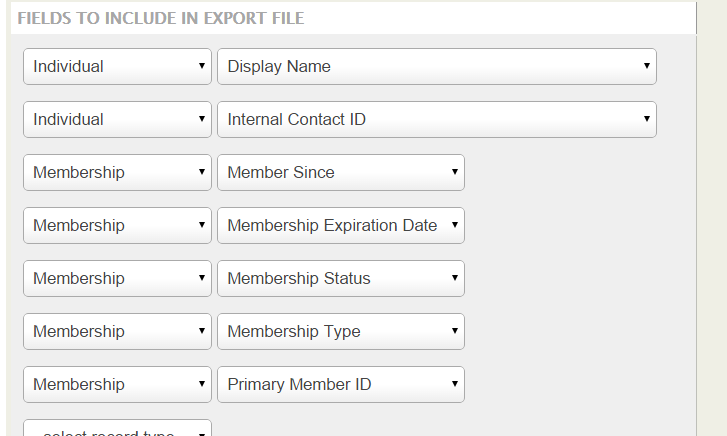 FIELDS TO INCLUDE IN EXPORT FILE
Individual Display Name
Individual Internal Contact ID
Membership Member Since
Membership Membership Expiration Date
Membership Membership Status
Membership Membership Type
Membership Primary Member ID
select record type